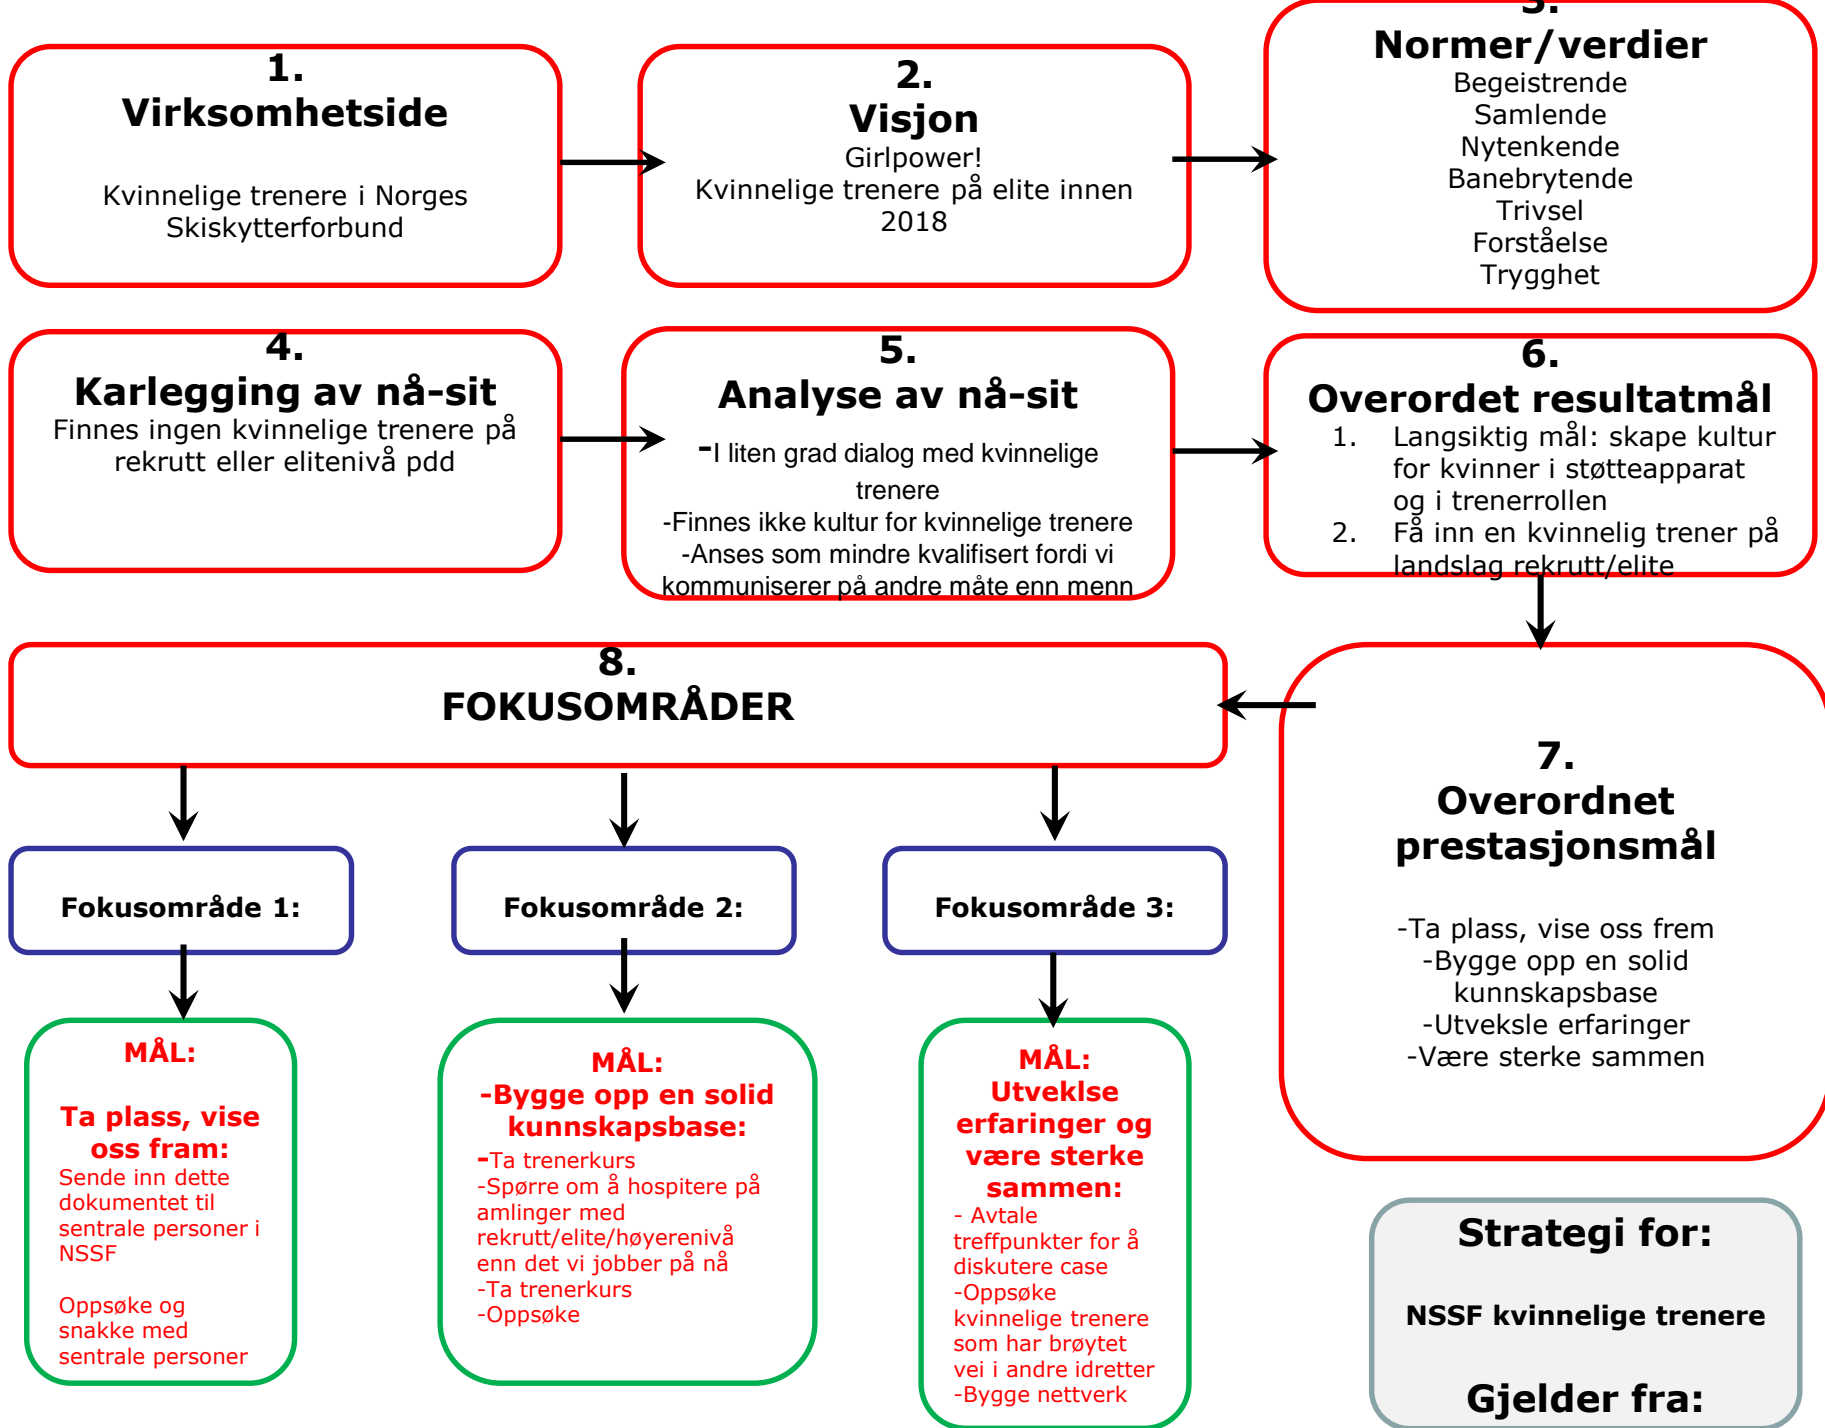 1.
Virksomhetside
Kvinnelige trenere i Norges
Skiskytterforbund
2.
Visjon
Girlpower!
Kvinnelige trenere på elite innen
2018
3.
Normer/verdier
Begeistrende
Samlende
Nytenkende
Banebrytende
Trivsel
Forståelse
Trygghet
4.
Karlegging av nå-sit
Finnes ingen kvinnelige trenere på
rekrutt eller elitenivå pdd
5.
Analyse av nå-sit
-I liten grad dialog med kvinnelige
trenere
-Finnes ikke kultur for kvinnelige trenere
-Anses som mindre kvalifisert fordi vi
kommuniserer på andre måte enn menn
6.
Overordet resultatmål
1. Langsiktig mål: skape kultur
for kvinner i støtteapparat
og i trenerrollen
2. Få inn en kvinnelig trener på
landslag rekrutt/elite
7.
Overordnet
prestasjonsmål
-Ta plass, vise oss frem
-Bygge opp en solid
kunnskapsbase
-Utveksle erfaringer
-Være sterke sammen
8.
FOKUSOMRÅDER
Fokusområde 1:
Fokusområde 2:
Fokusområde 3:
MÅL:
Ta plass, vise
oss fram:
Sende inn dette
dokumentet til
sentrale personer i
NSSF
Oppsøke og
snakke med
sentrale personer
MÅL:
-Bygge opp en solid
kunnskapsbase:
-Ta trenerkurs
-Spørre om å hospitere på
amlinger med
rekrutt/elite/høyerenivå
enn det vi jobber på nå
-Ta trenerkurs
-Oppsøke
MÅL:
Utveklse
erfaringer og
være sterke
sammen:
- Avtale
treffpunkter for å
diskutere case
-Oppsøke
kvinnelige trenere
som har brøytet
vei i andre idretter
-Bygge nettverk
Strategi for:
NSSF kvinnelige trenere
Gjelder fra: